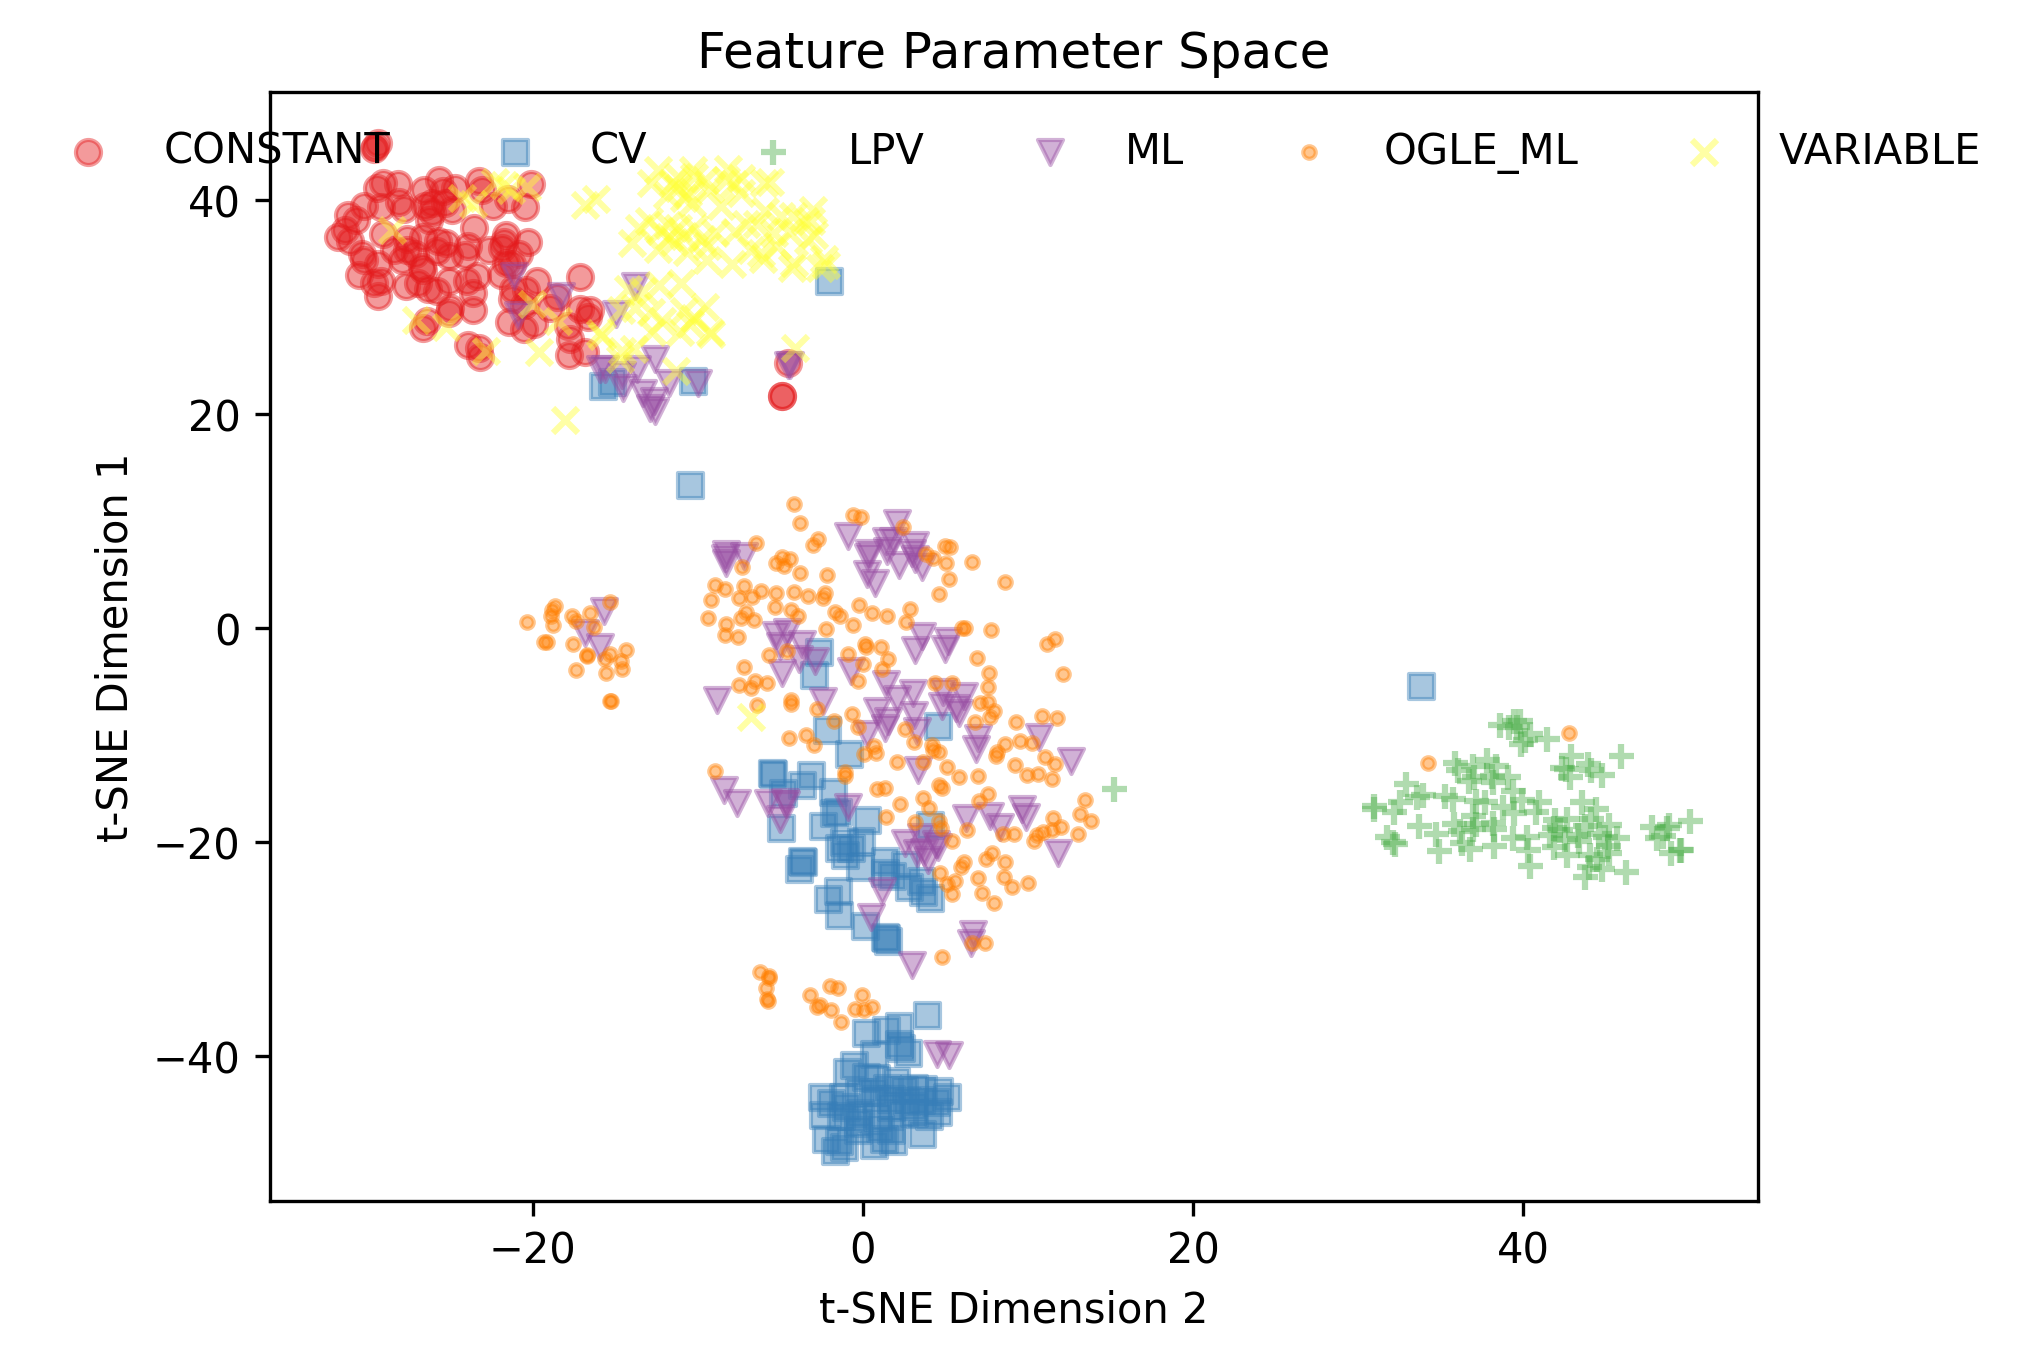 Feature Parameter Space
CONSTANT CV LPV ML OGLE_ML VARIABLE
40
20
0
−20
−40
t-SNE Dimension 1
−20 0 20 40
t-SNE Dimension 2